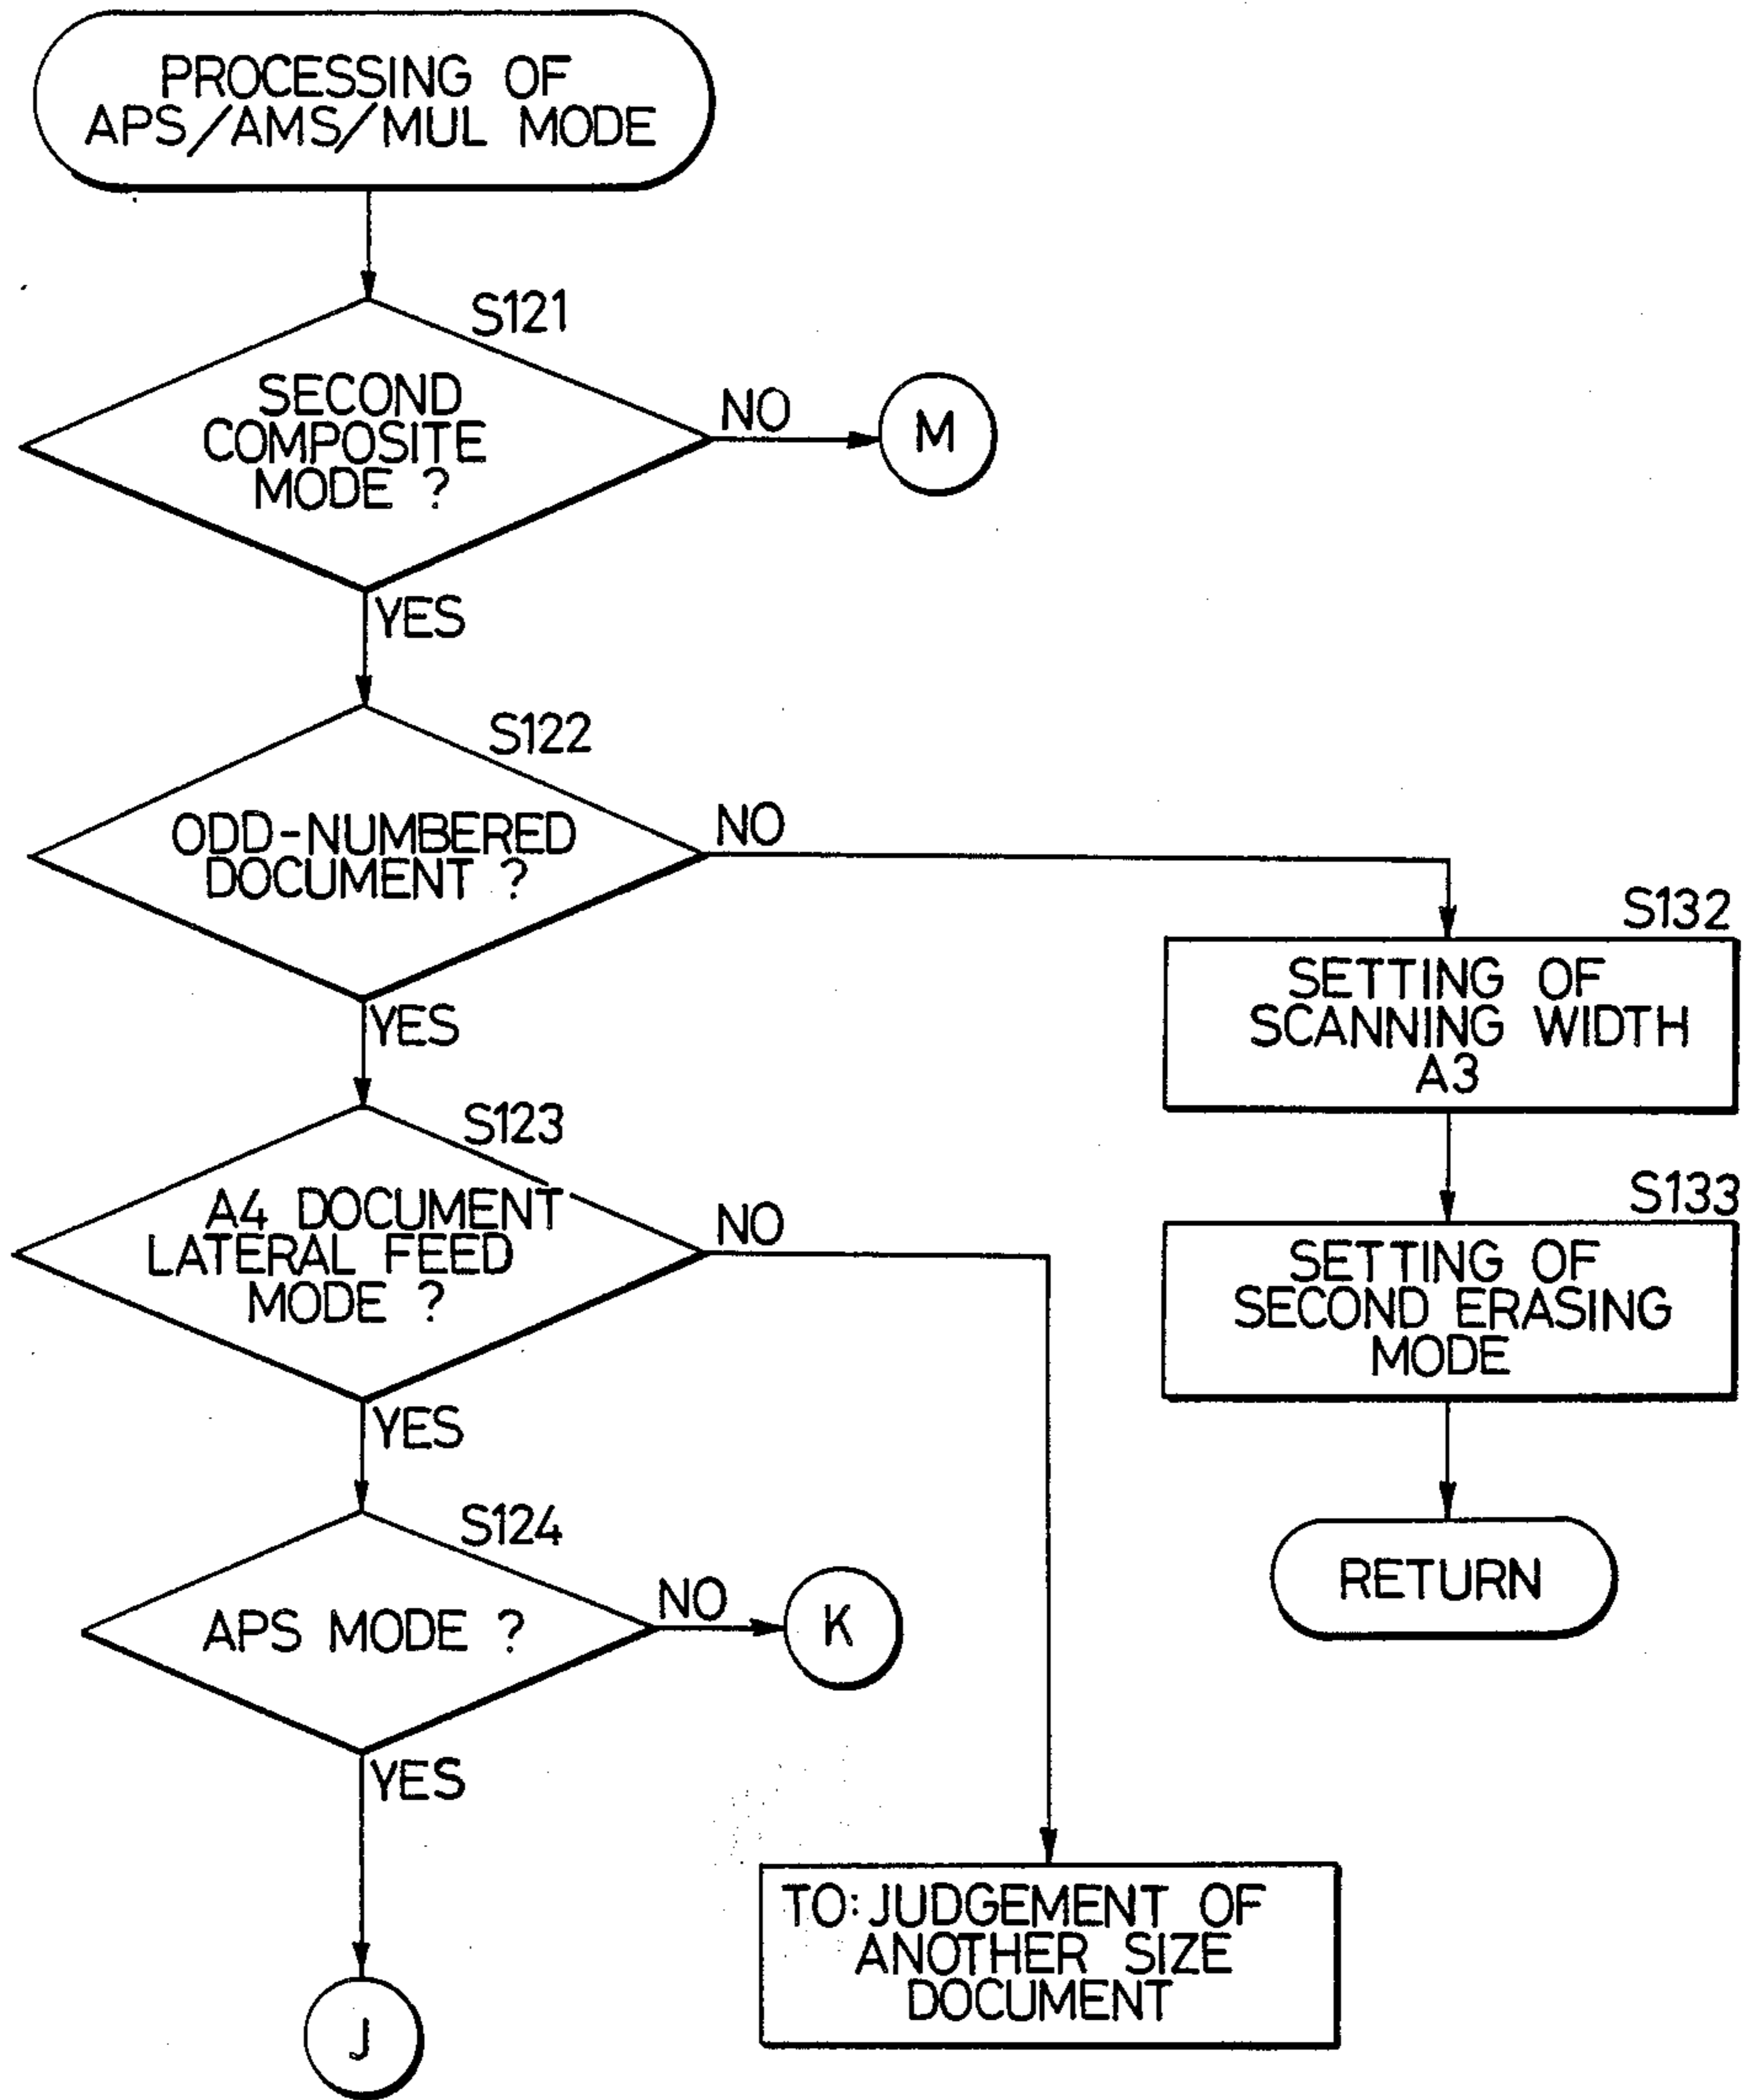 PROCESSING OF
APS/AMS/MUL MODE
S121
SECOND
COMPOSITE
MODE ?
NO
M
YES
S122
ODD-NUMBERED
DOCUMENT ?
NO
YES
S132
SETTING OF
SCANNING WIDTH
A3
S123
A4 DOCUMENT
LATERAL FEED
MODE ?
NO
YES
S133
SETTING OF
SECOND ERASING
MODE
RETURN
S124
APS MODE ?
NO
K
YES
J
TO: JUDGEMENT OF
ANOTHER SIZE
DOCUMENT